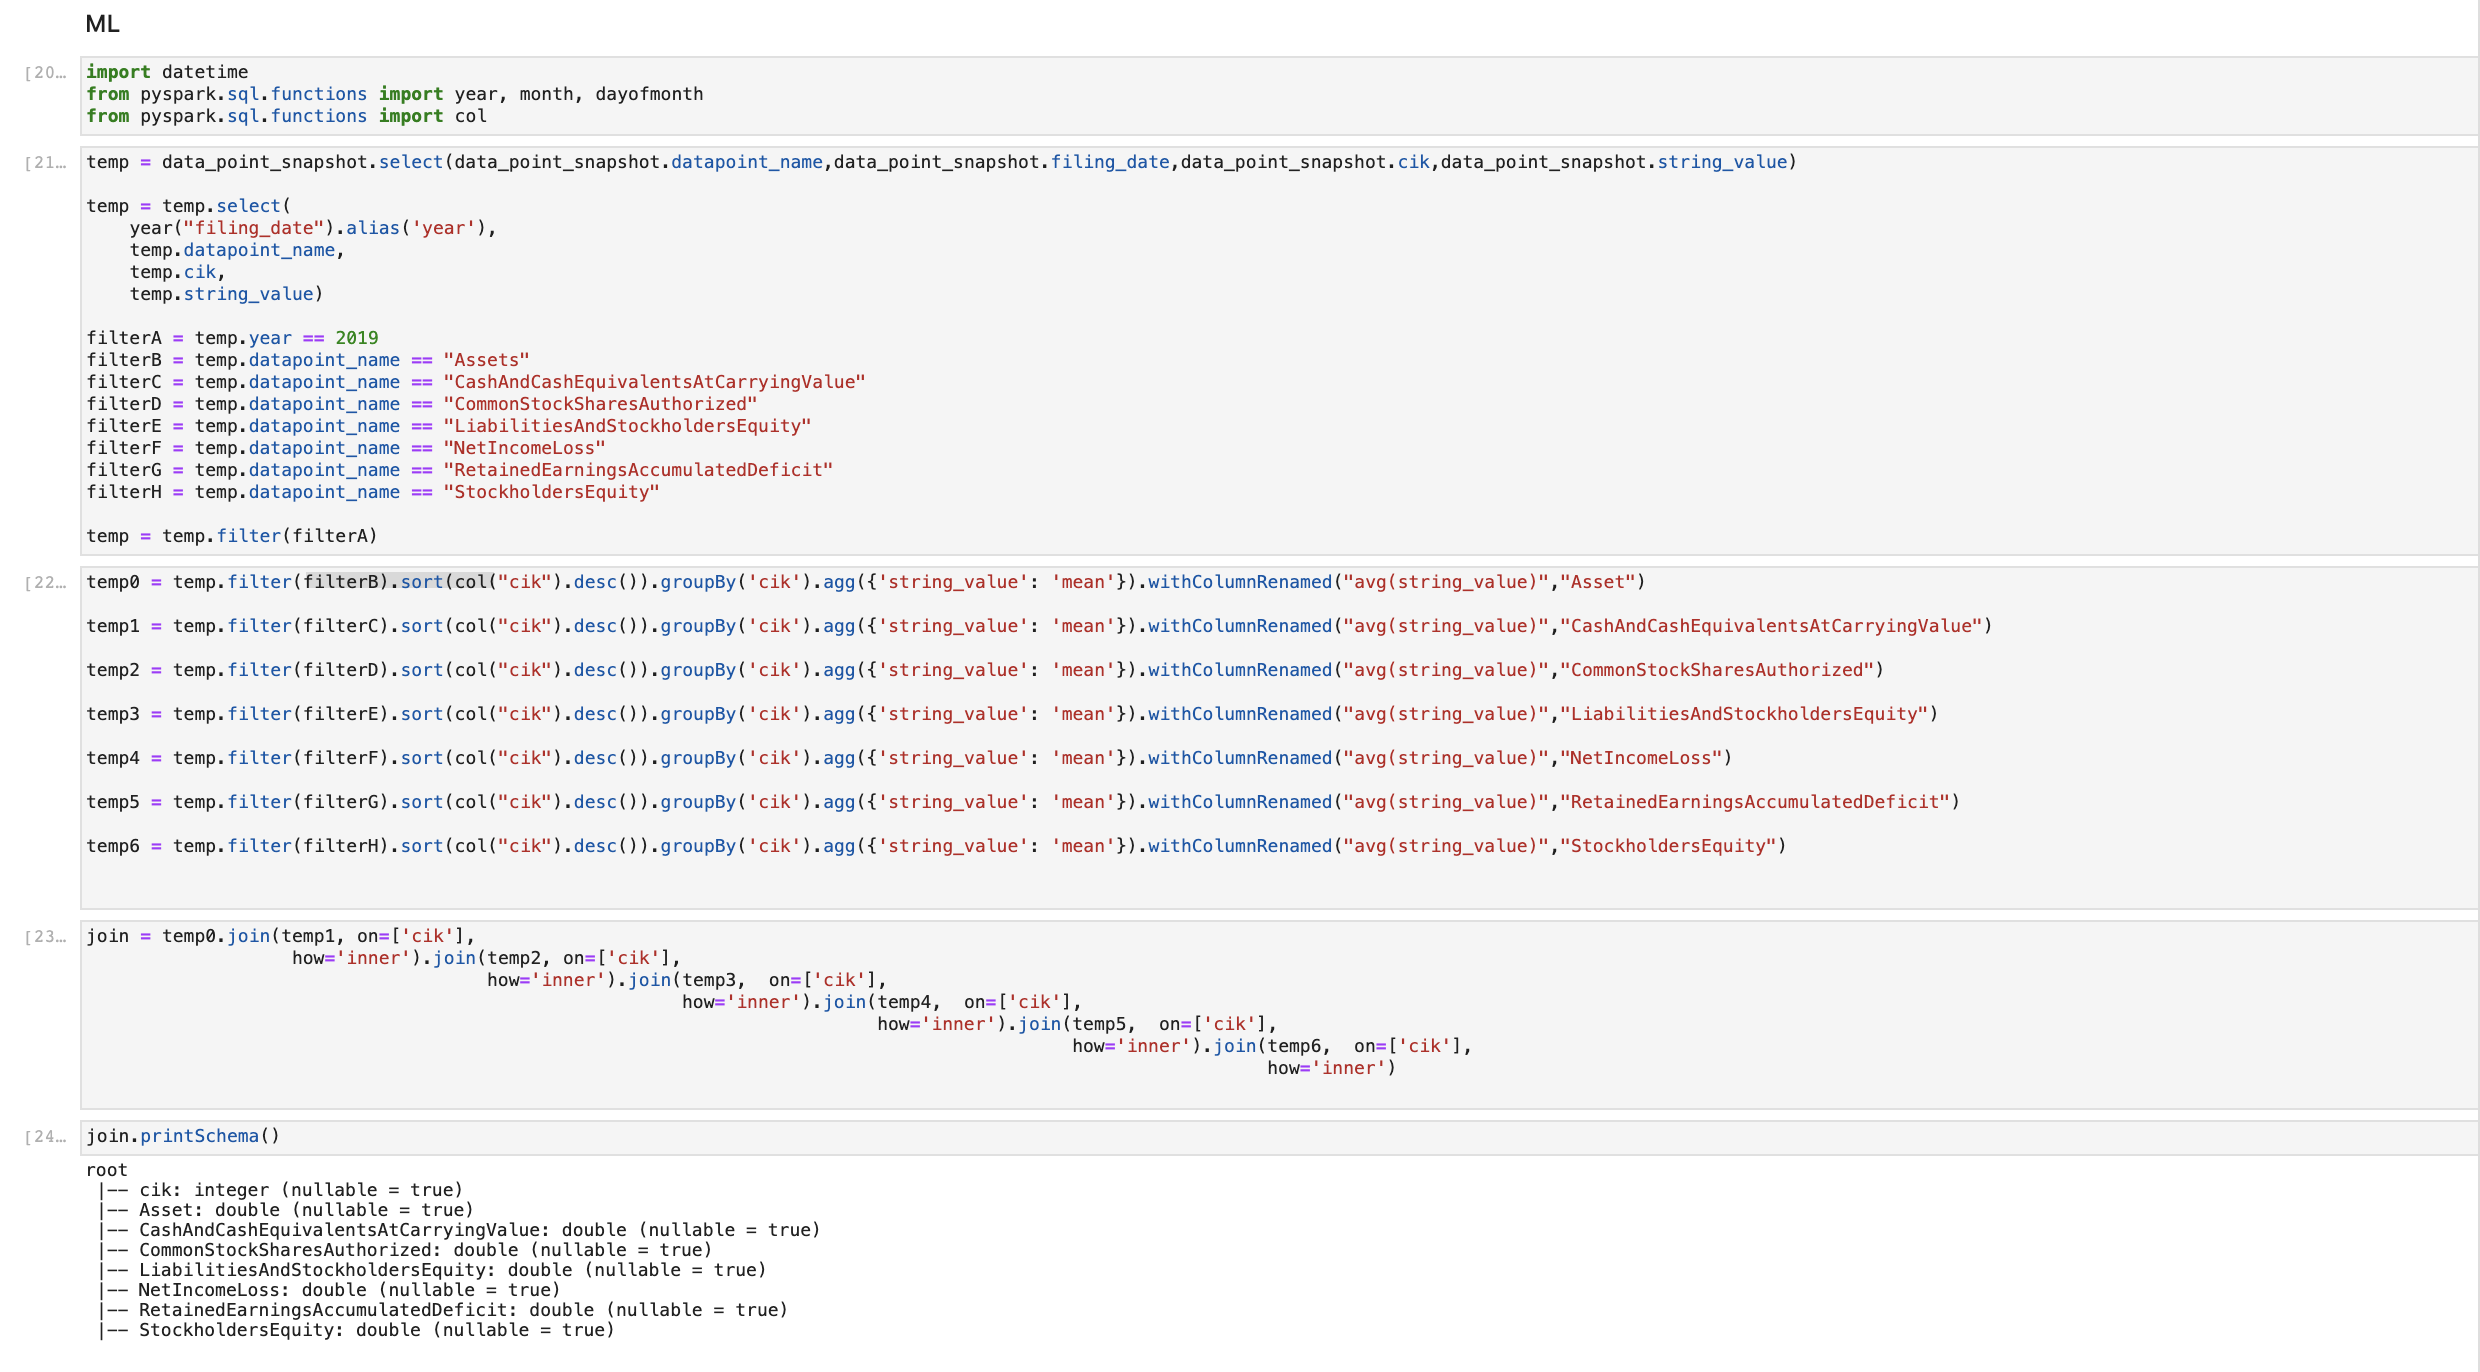 ML
[20…
import datetime
from pyspark.sql.functions import year, month, dayofmonth
from pyspark.sql.functions import col
[21…
temp = data_point_snapshot.select(data_point_snapshot.datapoint_name,data_point_snapshot.filing_date,data_point_snapshot.cik,data_point_snapshot.string_value)
temp = temp.select(
    year("filing_date").alias('year'),
    temp.datapoint_name,
    temp.cik,
    temp.string_value)
filterA = temp.year == 2019
filterB = temp.datapoint_name == "Assets"
filterC = temp.datapoint_name == "CashAndCashEquivalentsAtCarryingValue"
filterD = temp.datapoint_name == "CommonStockSharesAuthorized"
filterE = temp.datapoint_name == "LiabilitiesAndStockholdersEquity"
filterF = temp.datapoint_name == "NetIncomeLoss"
filterG = temp.datapoint_name == "RetainedEarningsAccumulatedDeficit"
filterH = temp.datapoint_name == "StockholdersEquity"
temp = temp.filter(filterA)
[22…
temp0 = temp.filter(filterB).sort(col("cik").desc()).groupBy('cik').agg({'string_value': 'mean'}).withColumnRenamed("avg(string_value)","Asset")
temp1 = temp.filter(filterC).sort(col("cik").desc()).groupBy('cik').agg({'string_value': 'mean'}).withColumnRenamed("avg(string_value)","CashAndCashEquivalentsAtCarryingValue")
temp2 = temp.filter(filterD).sort(col("cik").desc()).groupBy('cik').agg({'string_value': 'mean'}).withColumnRenamed("avg(string_value)","CommonStockSharesAuthorized")
temp3 = temp.filter(filterE).sort(col("cik").desc()).groupBy('cik').agg({'string_value': 'mean'}).withColumnRenamed("avg(string_value)","LiabilitiesAndStockholdersEquity")
temp4 = temp.filter(filterF).sort(col("cik").desc()).groupBy('cik').agg({'string_value': 'mean'}).withColumnRenamed("avg(string_value)","NetIncomeLoss")
temp5 = temp.filter(filterG).sort(col("cik").desc()).groupBy('cik').agg({'string_value': 'mean'}).withColumnRenamed("avg(string_value)","RetainedEarningsAccumulatedDeficit")
temp6 = temp.filter(filterH).sort(col("cik").desc()).groupBy('cik').agg({'string_value': 'mean'}).withColumnRenamed("avg(string_value)","StockholdersEquity")
[23…
join = temp0.join(temp1, on=['cik'],
                   how='inner').join(temp2, on=['cik'],
                                     how='inner').join(temp3,  on=['cik'],
                                                       how='inner').join(temp4,  on=['cik'],
                                                                         how='inner').join(temp5,  on=['cik'],
                                                                                           how='inner').join(temp6,  on=['cik'],
                                                                                                             how='inner')
[24…
join.printSchema()
root
 |-- cik: integer (nullable = true)
 |-- Asset: double (nullable = true)
 |-- CashAndCashEquivalentsAtCarryingValue: double (nullable = true)
 |-- CommonStockSharesAuthorized: double (nullable = true)
 |-- LiabilitiesAndStockholdersEquity: double (nullable = true)
 |-- NetIncomeLoss: double (nullable = true)
 |-- RetainedEarningsAccumulatedDeficit: double (nullable = true)
 |-- StockholdersEquity: double (nullable = true)